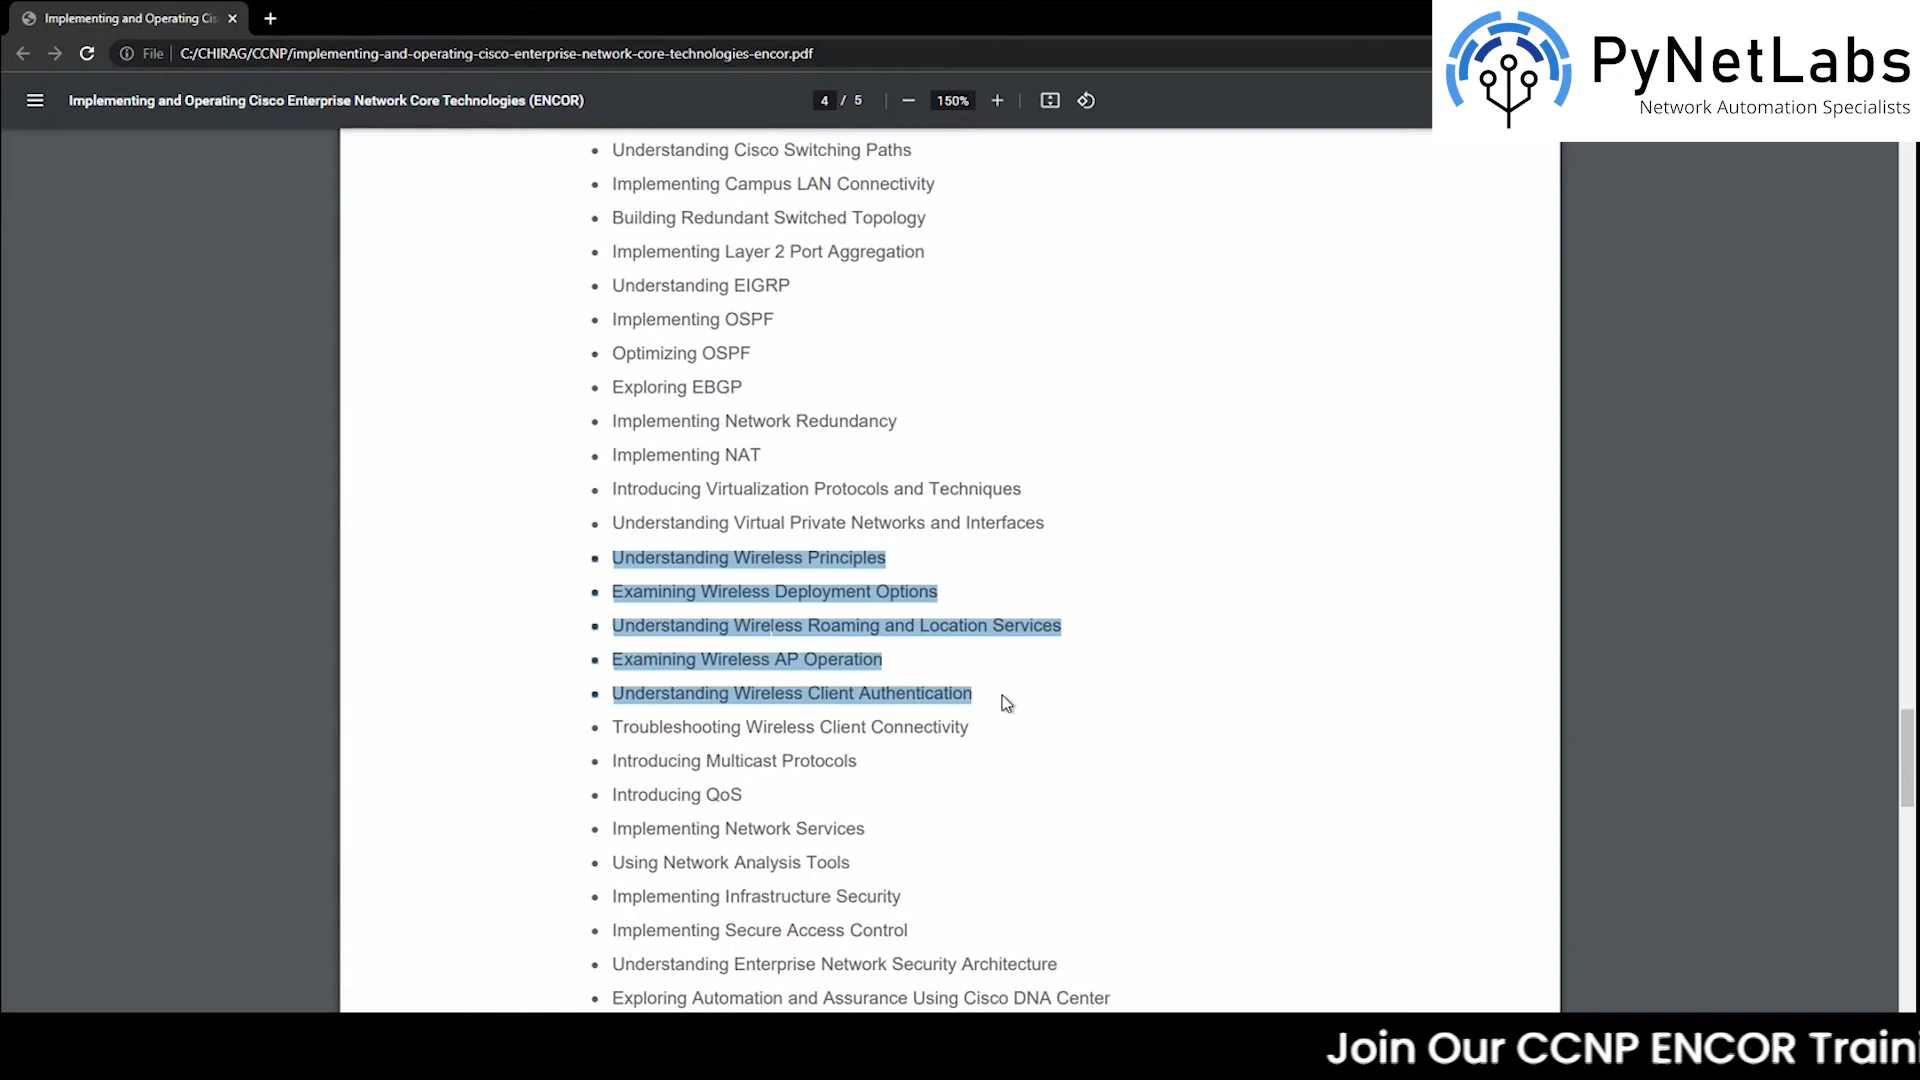 Implementing and Operating Cis
File C:/CHIRAG/CCNP/implementing-and-operating-cisco-enterprise-network-core-technologies-encor.pdf
PyNetLabs
Network Automation Specialists
Implementing and Operating Cisco Enterprise Network Core Technologies (ENCOR) 4 / 5 150%
• Understanding Cisco Switching Paths
• Implementing Campus LAN Connectivity
• Building Redundant Switched Topology
• Implementing Layer 2 Port Aggregation
• Understanding EIGRP
• Implementing OSPF
• Optimizing OSPF
• Exploring EBGP
• Implementing Network Redundancy
• Implementing NAT
• Introducing Virtualization Protocols and Techniques
• Understanding Virtual Private Networks and Interfaces
• Understanding Wireless Principles
• Examining Wireless Deployment Options
• Understanding Wireless Roaming and Location Services
• Examining Wireless AP Operation
• Understanding Wireless Client Authentication
• Troubleshooting Wireless Client Connectivity
• Introducing Multicast Protocols
• Introducing QoS
• Implementing Network Services
• Using Network Analysis Tools
• Implementing Infrastructure Security
• Implementing Secure Access Control
• Understanding Enterprise Network Security Architecture
• Exploring Automation and Assurance Using Cisco DNA Center
Join Our CCNP ENCOR Traini